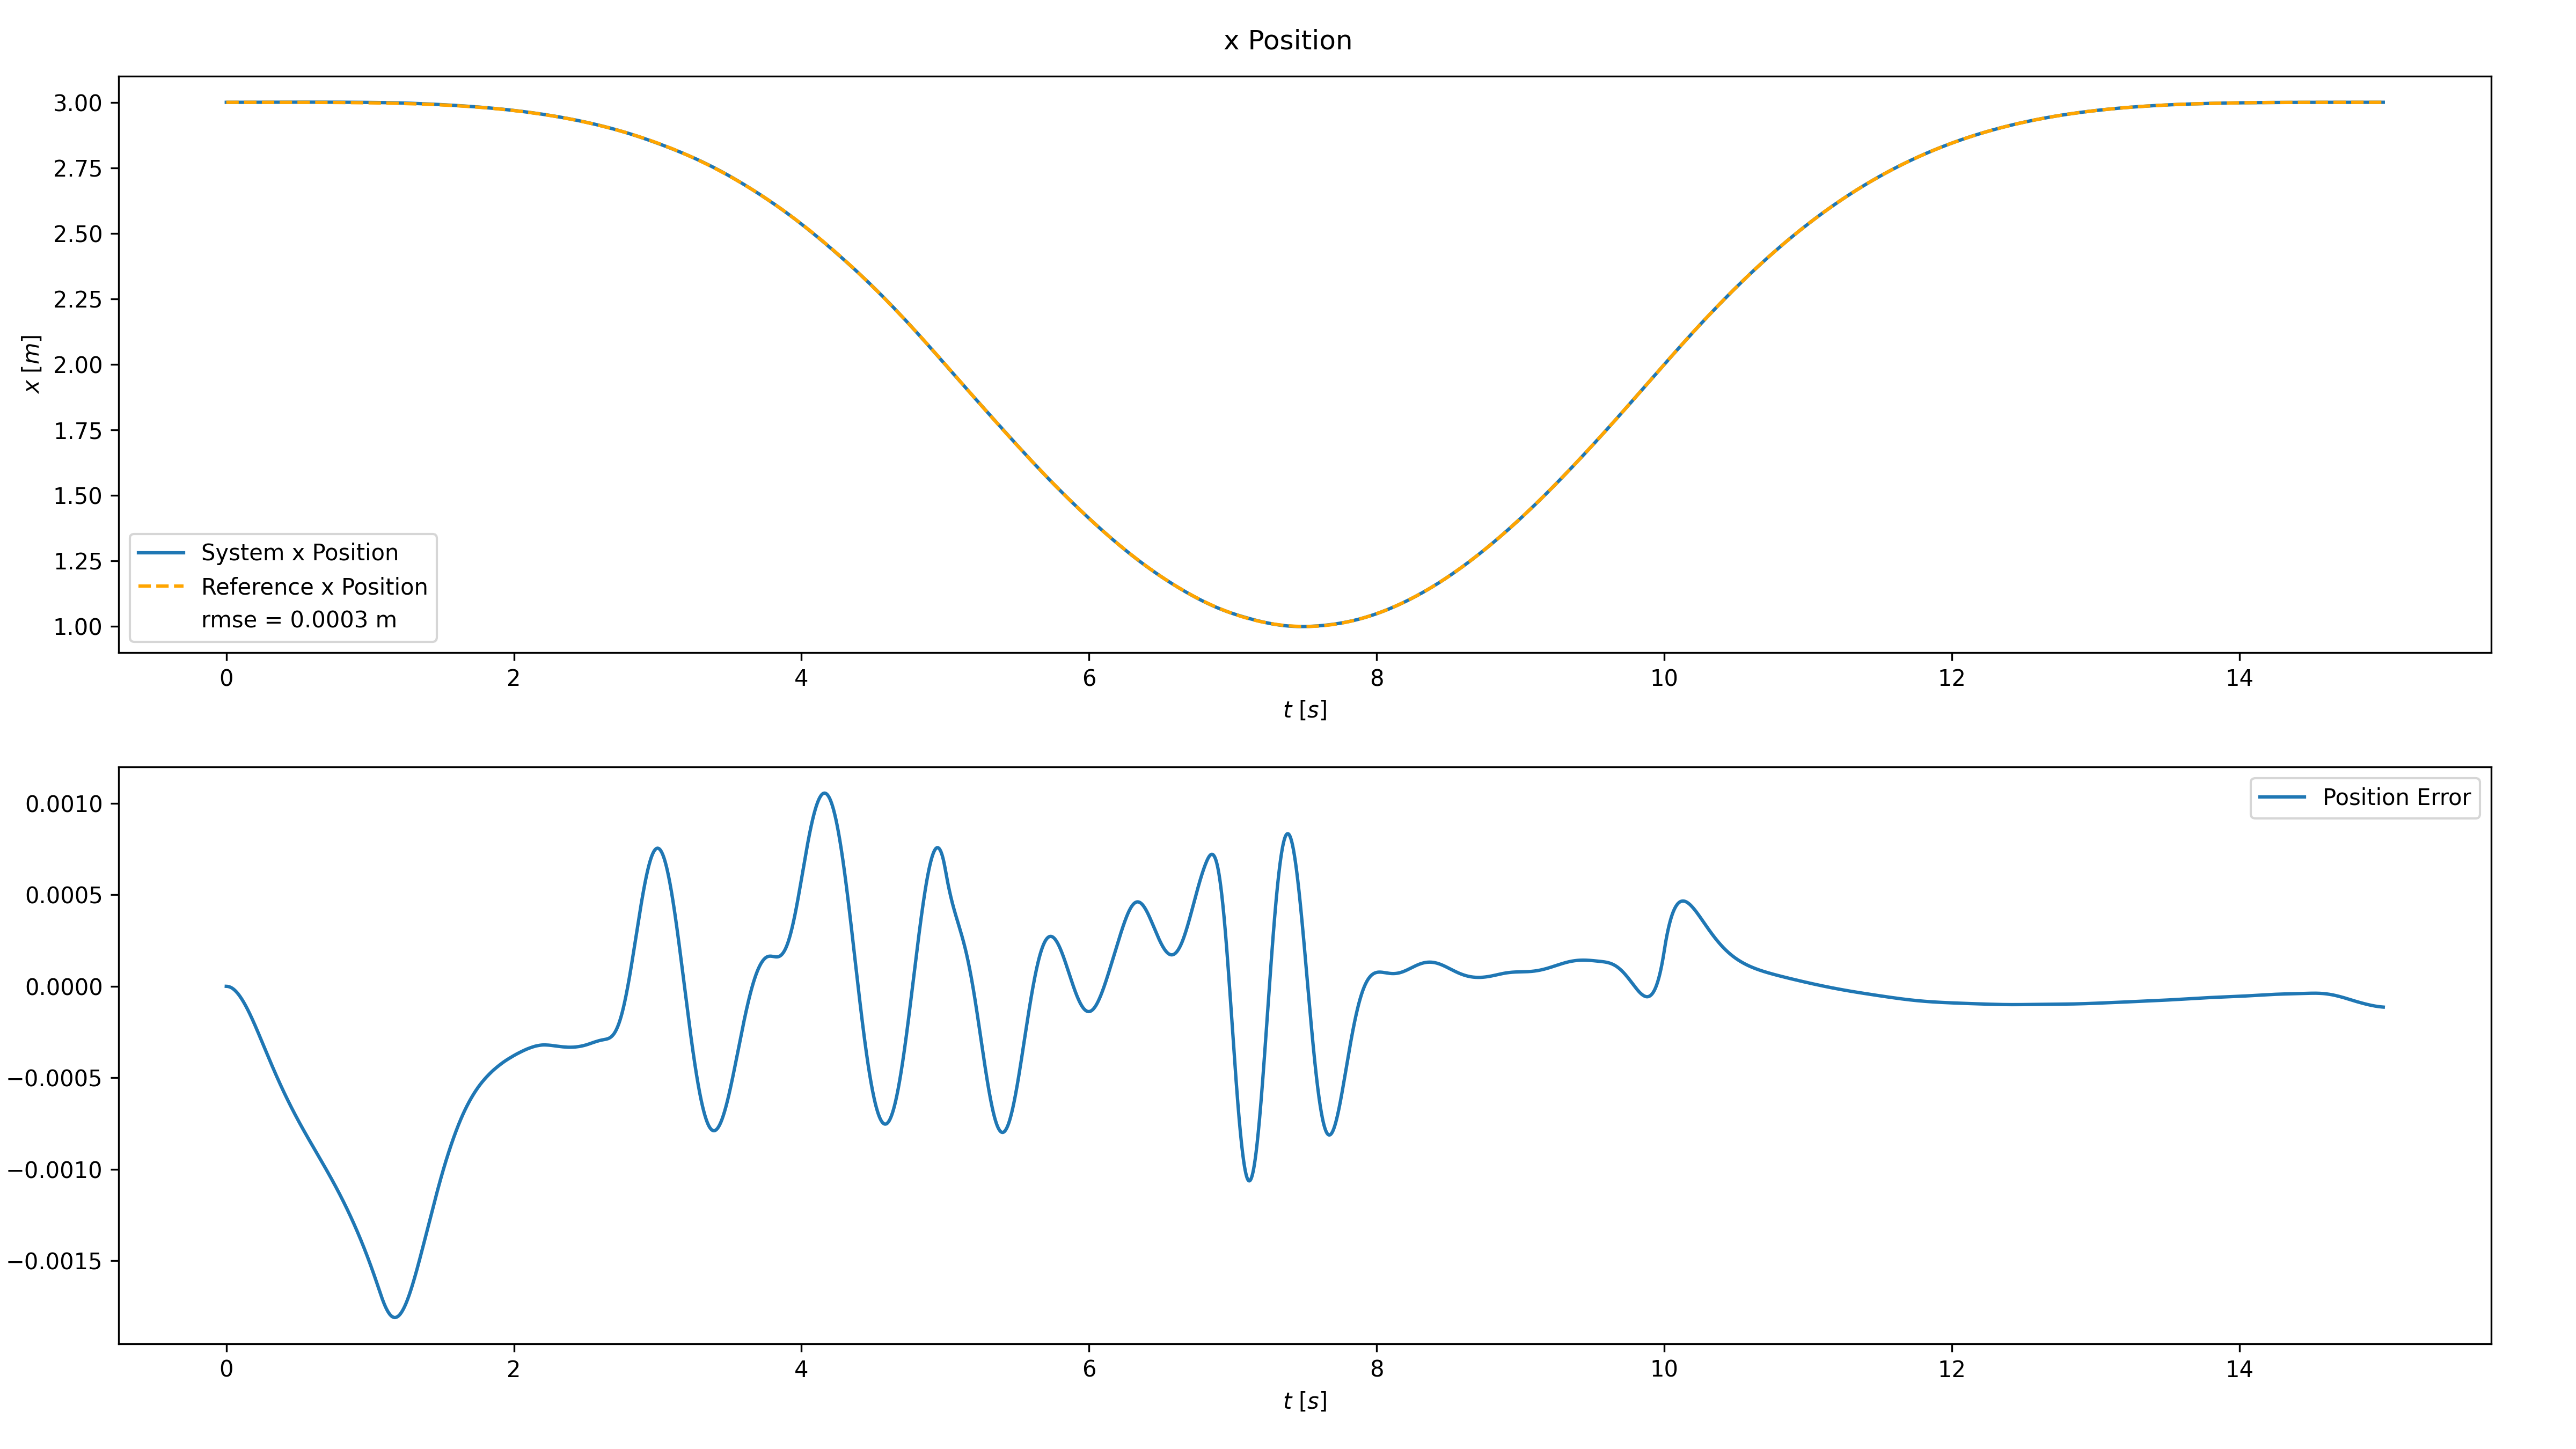 x Position
3.00
2.75
2.50
2.25
2.00
1.75
1.50
1.25
1.00
x [m]
System x Position
Reference x Position
rmse = 0.0003 m
0 2 4 6 8 10 12 14
t [s]
0.0010
0.0005
0.0000
−0.0005
−0.0010
−0.0015
Position Error
0 2 4 6 8 10 12 14
t [s]